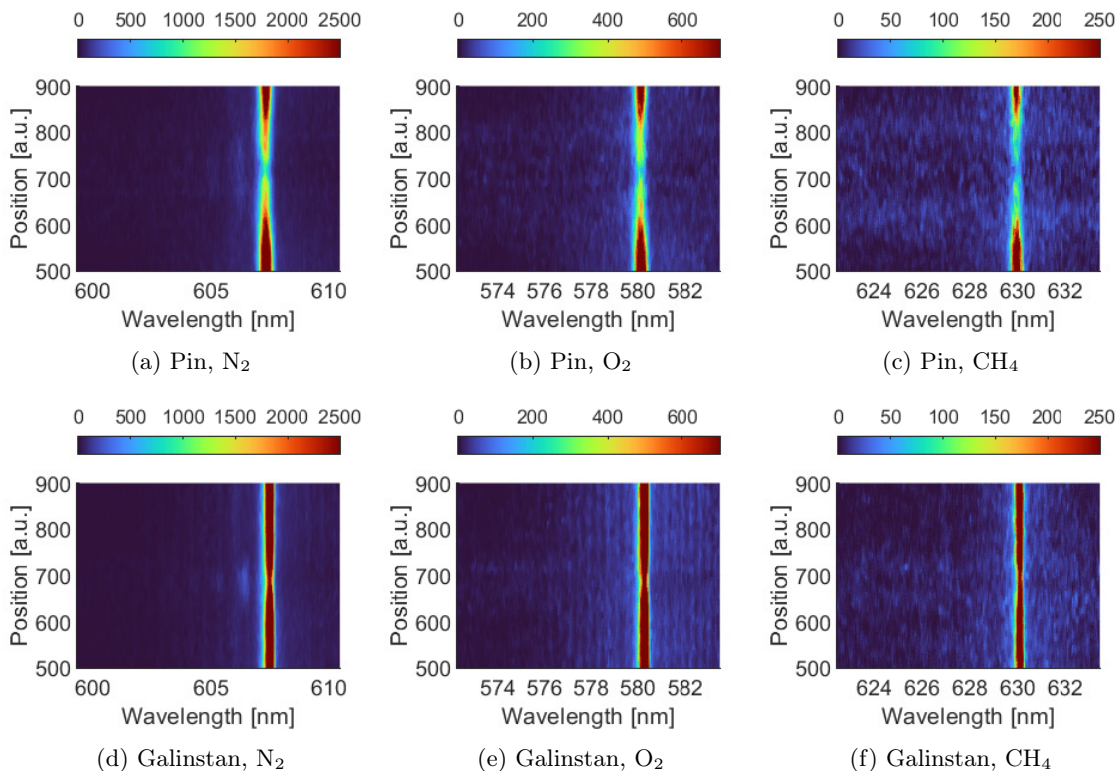 0 500 1000 1500 2000 2500
0 200 400 600
0 50 100 150 200 250
900
800
700
600
500
Position [a.u.]
600 605 610
Wavelength [nm]
900
800
700
600
500
Position [a.u.]
574 576 578 580 582
Wavelength [nm]
900
800
700
600
500
Position [a.u.]
624 626 628 630 632
Wavelength [nm]
(a) Pin, N₂
(b) Pin, O₂
(c) Pin, CH₄
0 500 1000 1500 2000 2500
0 200 400 600
0 50 100 150 200 250
900
800
700
600
500
Position [a.u.]
600 605 610
Wavelength [nm]
900
800
700
600
500
Position [a.u.]
574 576 578 580 582
Wavelength [nm]
900
800
700
600
500
Position [a.u.]
624 626 628 630 632
Wavelength [nm]
(d) Galinstan, N₂
(e) Galinstan, O₂
(f) Galinstan, CH₄